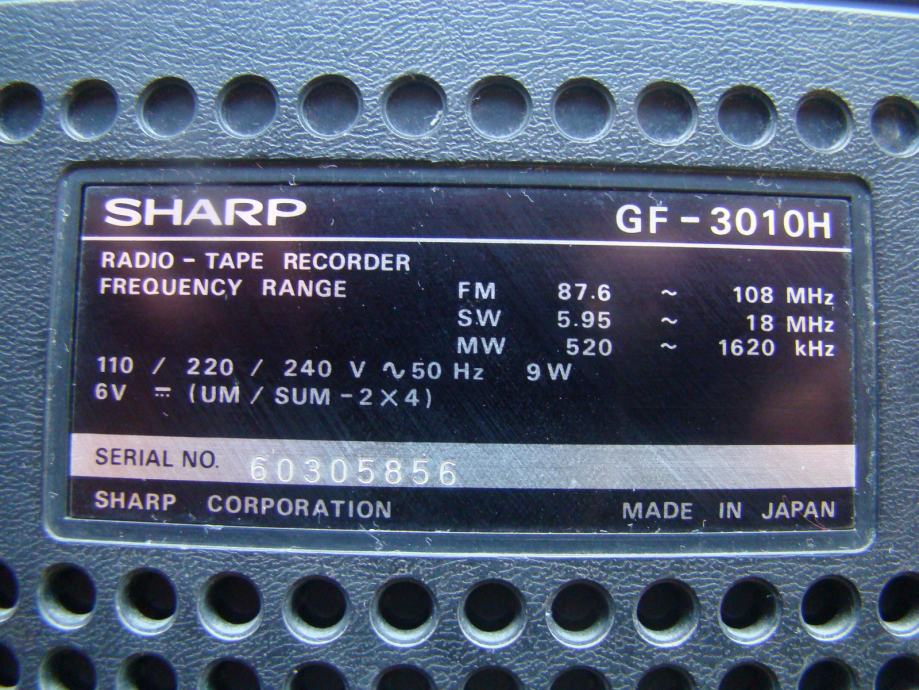 SHARP GF-3010H
RADIO - TAPE RECORDER
FREQUENCY RANGE FM 87.6 ~ 108 MHz
SW 5.95 ~ 18 MHz
MW 520 ~ 1620 kHz
110 / 220 / 240 V ∿ 50 Hz 9W
6V ⎓ (UM / SUM - 2 X 4)
SERIAL NO. 60305856
SHARP CORPORATION MADE IN JAPAN